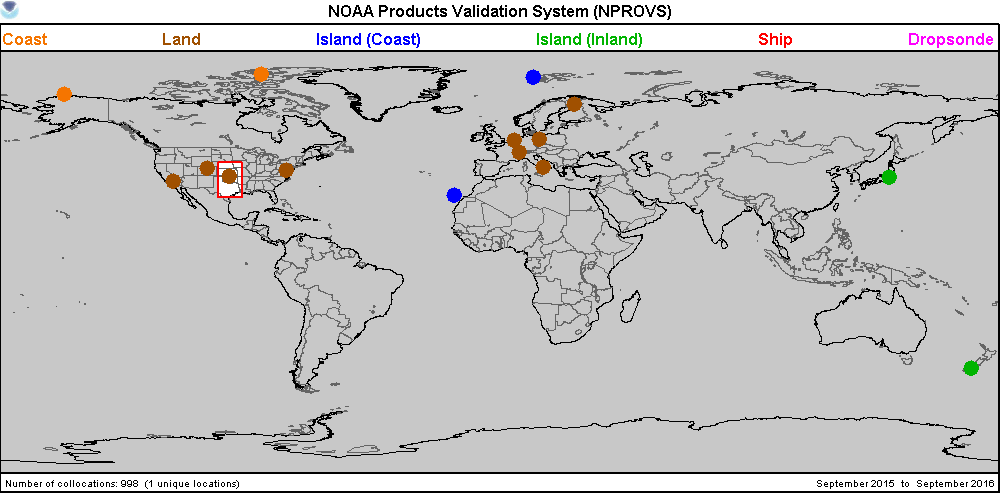 NOAA Products Validation System (NPROVS)
Coast Land Island (Coast) Island (Inland) Ship Dropsonde
Number of collocations: 998 (1 unique locations) September 2015 to September 2016